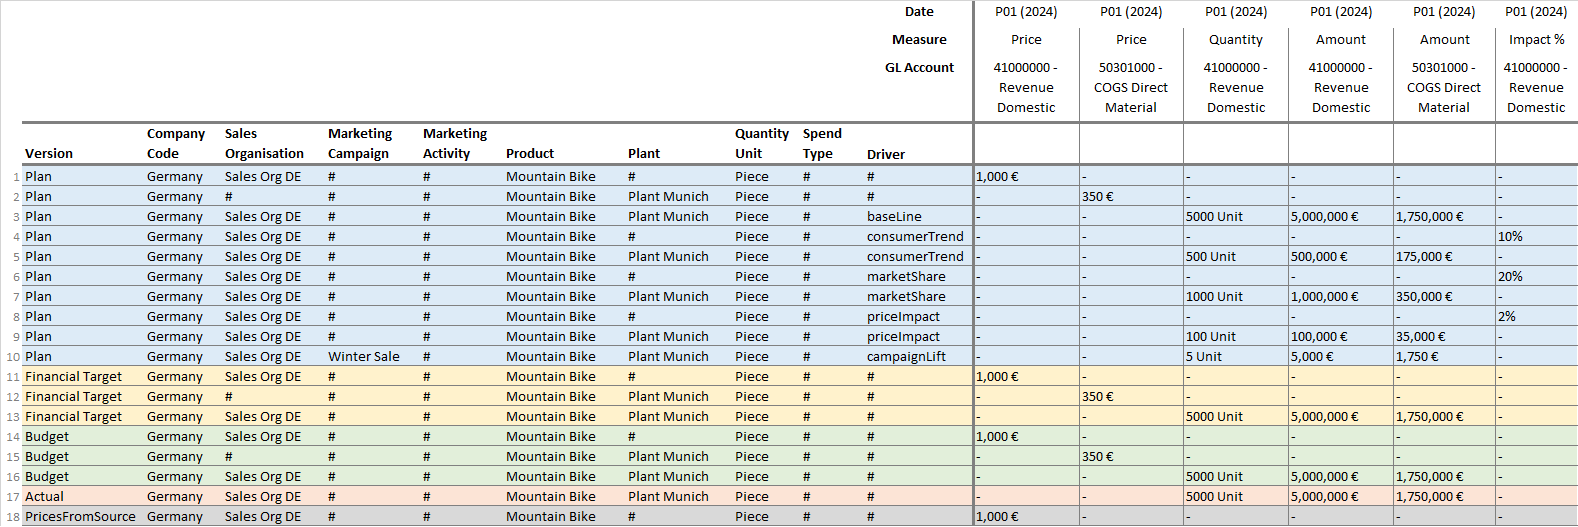 Date P01 (2024) P01 (2024) P01 (2024) P01 (2024) P01 (2024) P01 (2024)
Measure Price Price Quantity Amount Amount Impact %
GL Account 41000000 - 50301000 - 41000000 - 41000000 - 50301000 - 41000000 -
Revenue COGS Direct Revenue Revenue COGS Direct Revenue
Domestic Material Domestic Domestic Material Domestic
Company Sales Marketing Marketing Quantity Spend
Version Code Organisation Campaign Activity Product Plant Unit Type Driver
1 Plan Germany Sales Org DE # # Mountain Bike # Piece # # 1,000 € - - - - -
2 Plan Germany # # # Mountain Bike Plant Munich Piece # # - 350 € - - - -
3 Plan Germany Sales Org DE # # Mountain Bike Plant Munich Piece # baseLine - - 5000 Unit 5,000,000 € 1,750,000 € -
4 Plan Germany Sales Org DE # # Mountain Bike # Piece # consumerTrend - - - - - 10%
5 Plan Germany Sales Org DE # # Mountain Bike Plant Munich Piece # consumerTrend - - 500 Unit 500,000 € 175,000 € -
6 Plan Germany Sales Org DE # # Mountain Bike # Piece # marketShare - - - - - 20%
7 Plan Germany Sales Org DE # # Mountain Bike Plant Munich Piece # marketShare - - 1000 Unit 1,000,000 € 350,000 € -
8 Plan Germany Sales Org DE # # Mountain Bike # Piece # priceImpact - - - - - 2%
9 Plan Germany Sales Org DE # # Mountain Bike Plant Munich Piece # priceImpact - - 100 Unit 100,000 € 35,000 € -
10 Plan Germany Sales Org DE Winter Sale # Mountain Bike Plant Munich Piece # campaignLift - - 5 Unit 5,000 € 1,750 € -
11 Financial Target Germany Sales Org DE # # Mountain Bike # Piece # # 1,000 € - - - - -
12 Financial Target Germany # # # Mountain Bike Plant Munich Piece # # - 350 € - - - -
13 Financial Target Germany Sales Org DE # # Mountain Bike Plant Munich Piece # # - - 5000 Unit 5,000,000 € 1,750,000 € -
14 Budget Germany Sales Org DE # # Mountain Bike # Piece # # 1,000 € - - - - -
15 Budget Germany # # # Mountain Bike Plant Munich Piece # # - 350 € - - - -
16 Budget Germany Sales Org DE # # Mountain Bike Plant Munich Piece # # - - 5000 Unit 5,000,000 € 1,750,000 € -
17 Actual Germany Sales Org DE # # Mountain Bike Plant Munich Piece # # - - 5000 Unit 5,000,000 € 1,750,000 € -
18 PricesFromSource Germany Sales Org DE # # Mountain Bike # Piece # # 1,000 € - - - - -